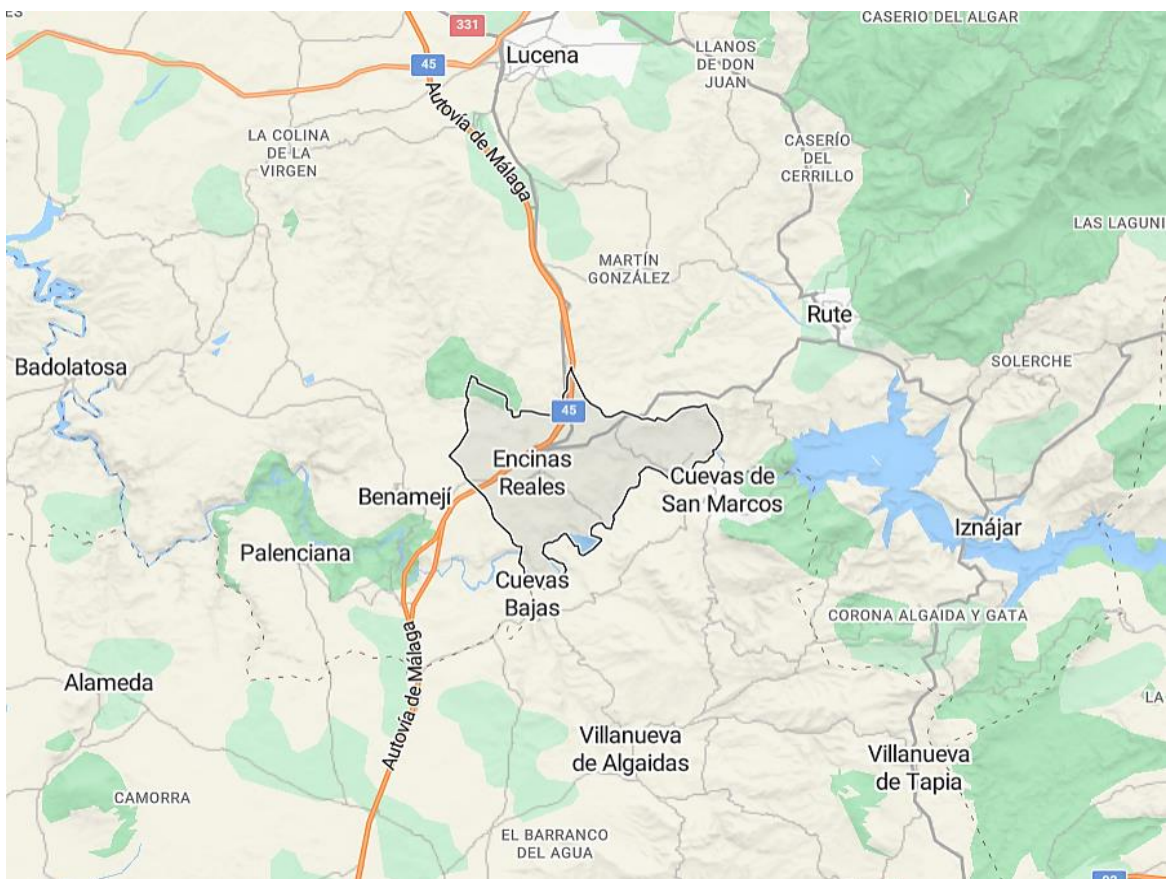 ES
331
CASERIO DEL ALGAR
45
Lucena
LLANOS
DE DON
JUAN
Autovía de Málaga
LA COLINA
DE LA
VIRGEN
CASERÍO
DEL
CERRILLO
LAS LAGUNI
MARTÍN
GONZÁLEZ
Rute
Badolatosa
SOLERCHE
45
Encinas
Reales
Cuevas de
San Marcos
Benamejí
Iznájar
Palenciana
Cuevas
Bajas
CORONA ALGAIDA Y GATA
Autovía de Málaga
Alameda
LA
Villanueva
de Algaidas
Villanueva
de Tapia
CAMORRA
EL BARRANCO
DEL AGUA